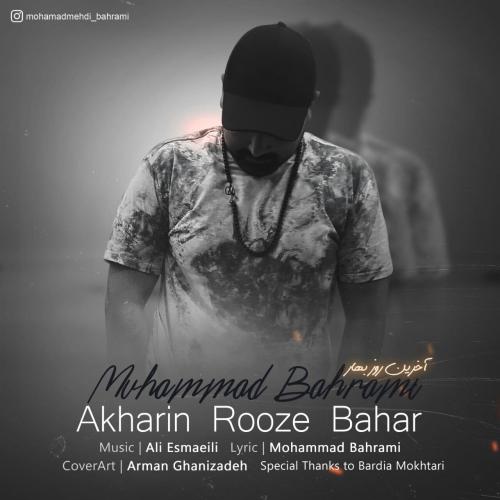 mohamadmehdi_bahrami
آخرین روز بهار
Mohammad Bahrami
Akharin Rooze Bahar
Music | Ali Esmaeili Lyric | Mohammad Bahrami
CoverArt | Arman Ghanizadeh Special Thanks to Bardia Mokhtari